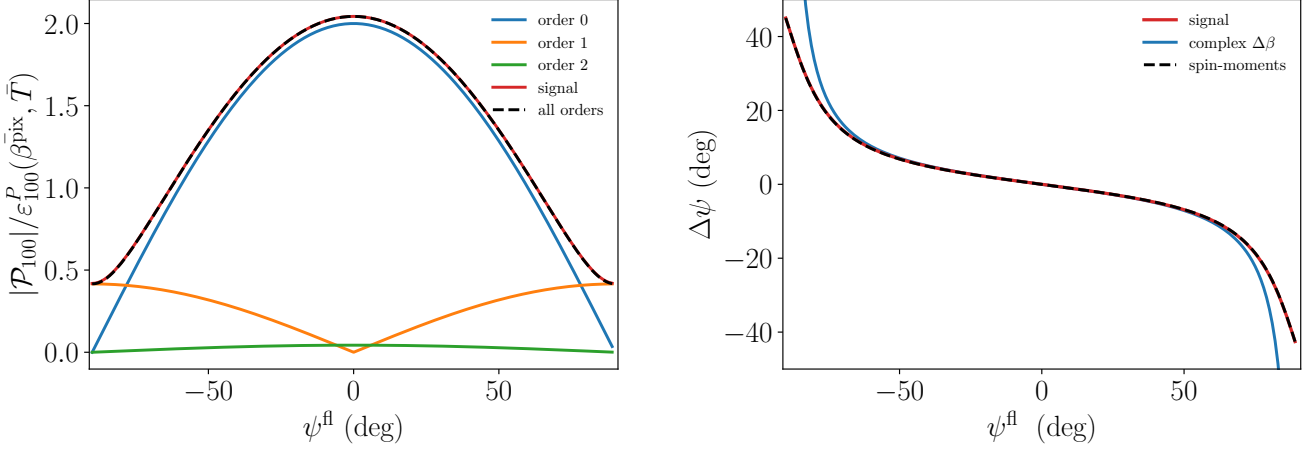 2.0
1.5
1.0
0.5
0.0
−50
0
50
ψ^fl (deg)
|𝒫₁₀₀|/ε^P_100(β̄^pix, T̄)
order 0
order 1
order 2
signal
all orders
40
20
0
−20
−40
−50
0
50
ψ^fl (deg)
Δψ (deg)
signal
complex Δβ
spin-moments